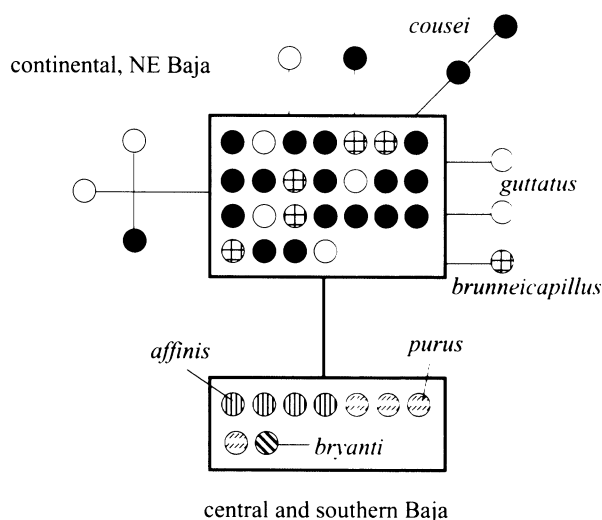 cousei
continental, NE Baja
guttatus
brunneicapillus
affinis
purus
bryanti
central and southern Baja